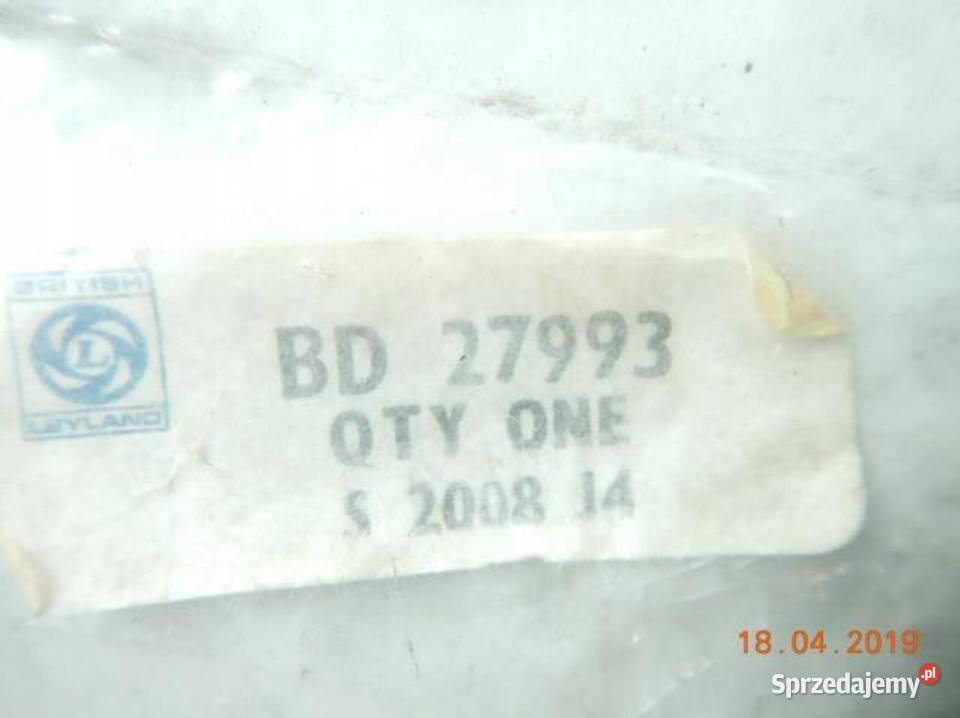 BRITISH
L
LEYLAND
BD 27993
QTY ONE
S 2008 J4
18.04.2019
Sprzedajemy.pl